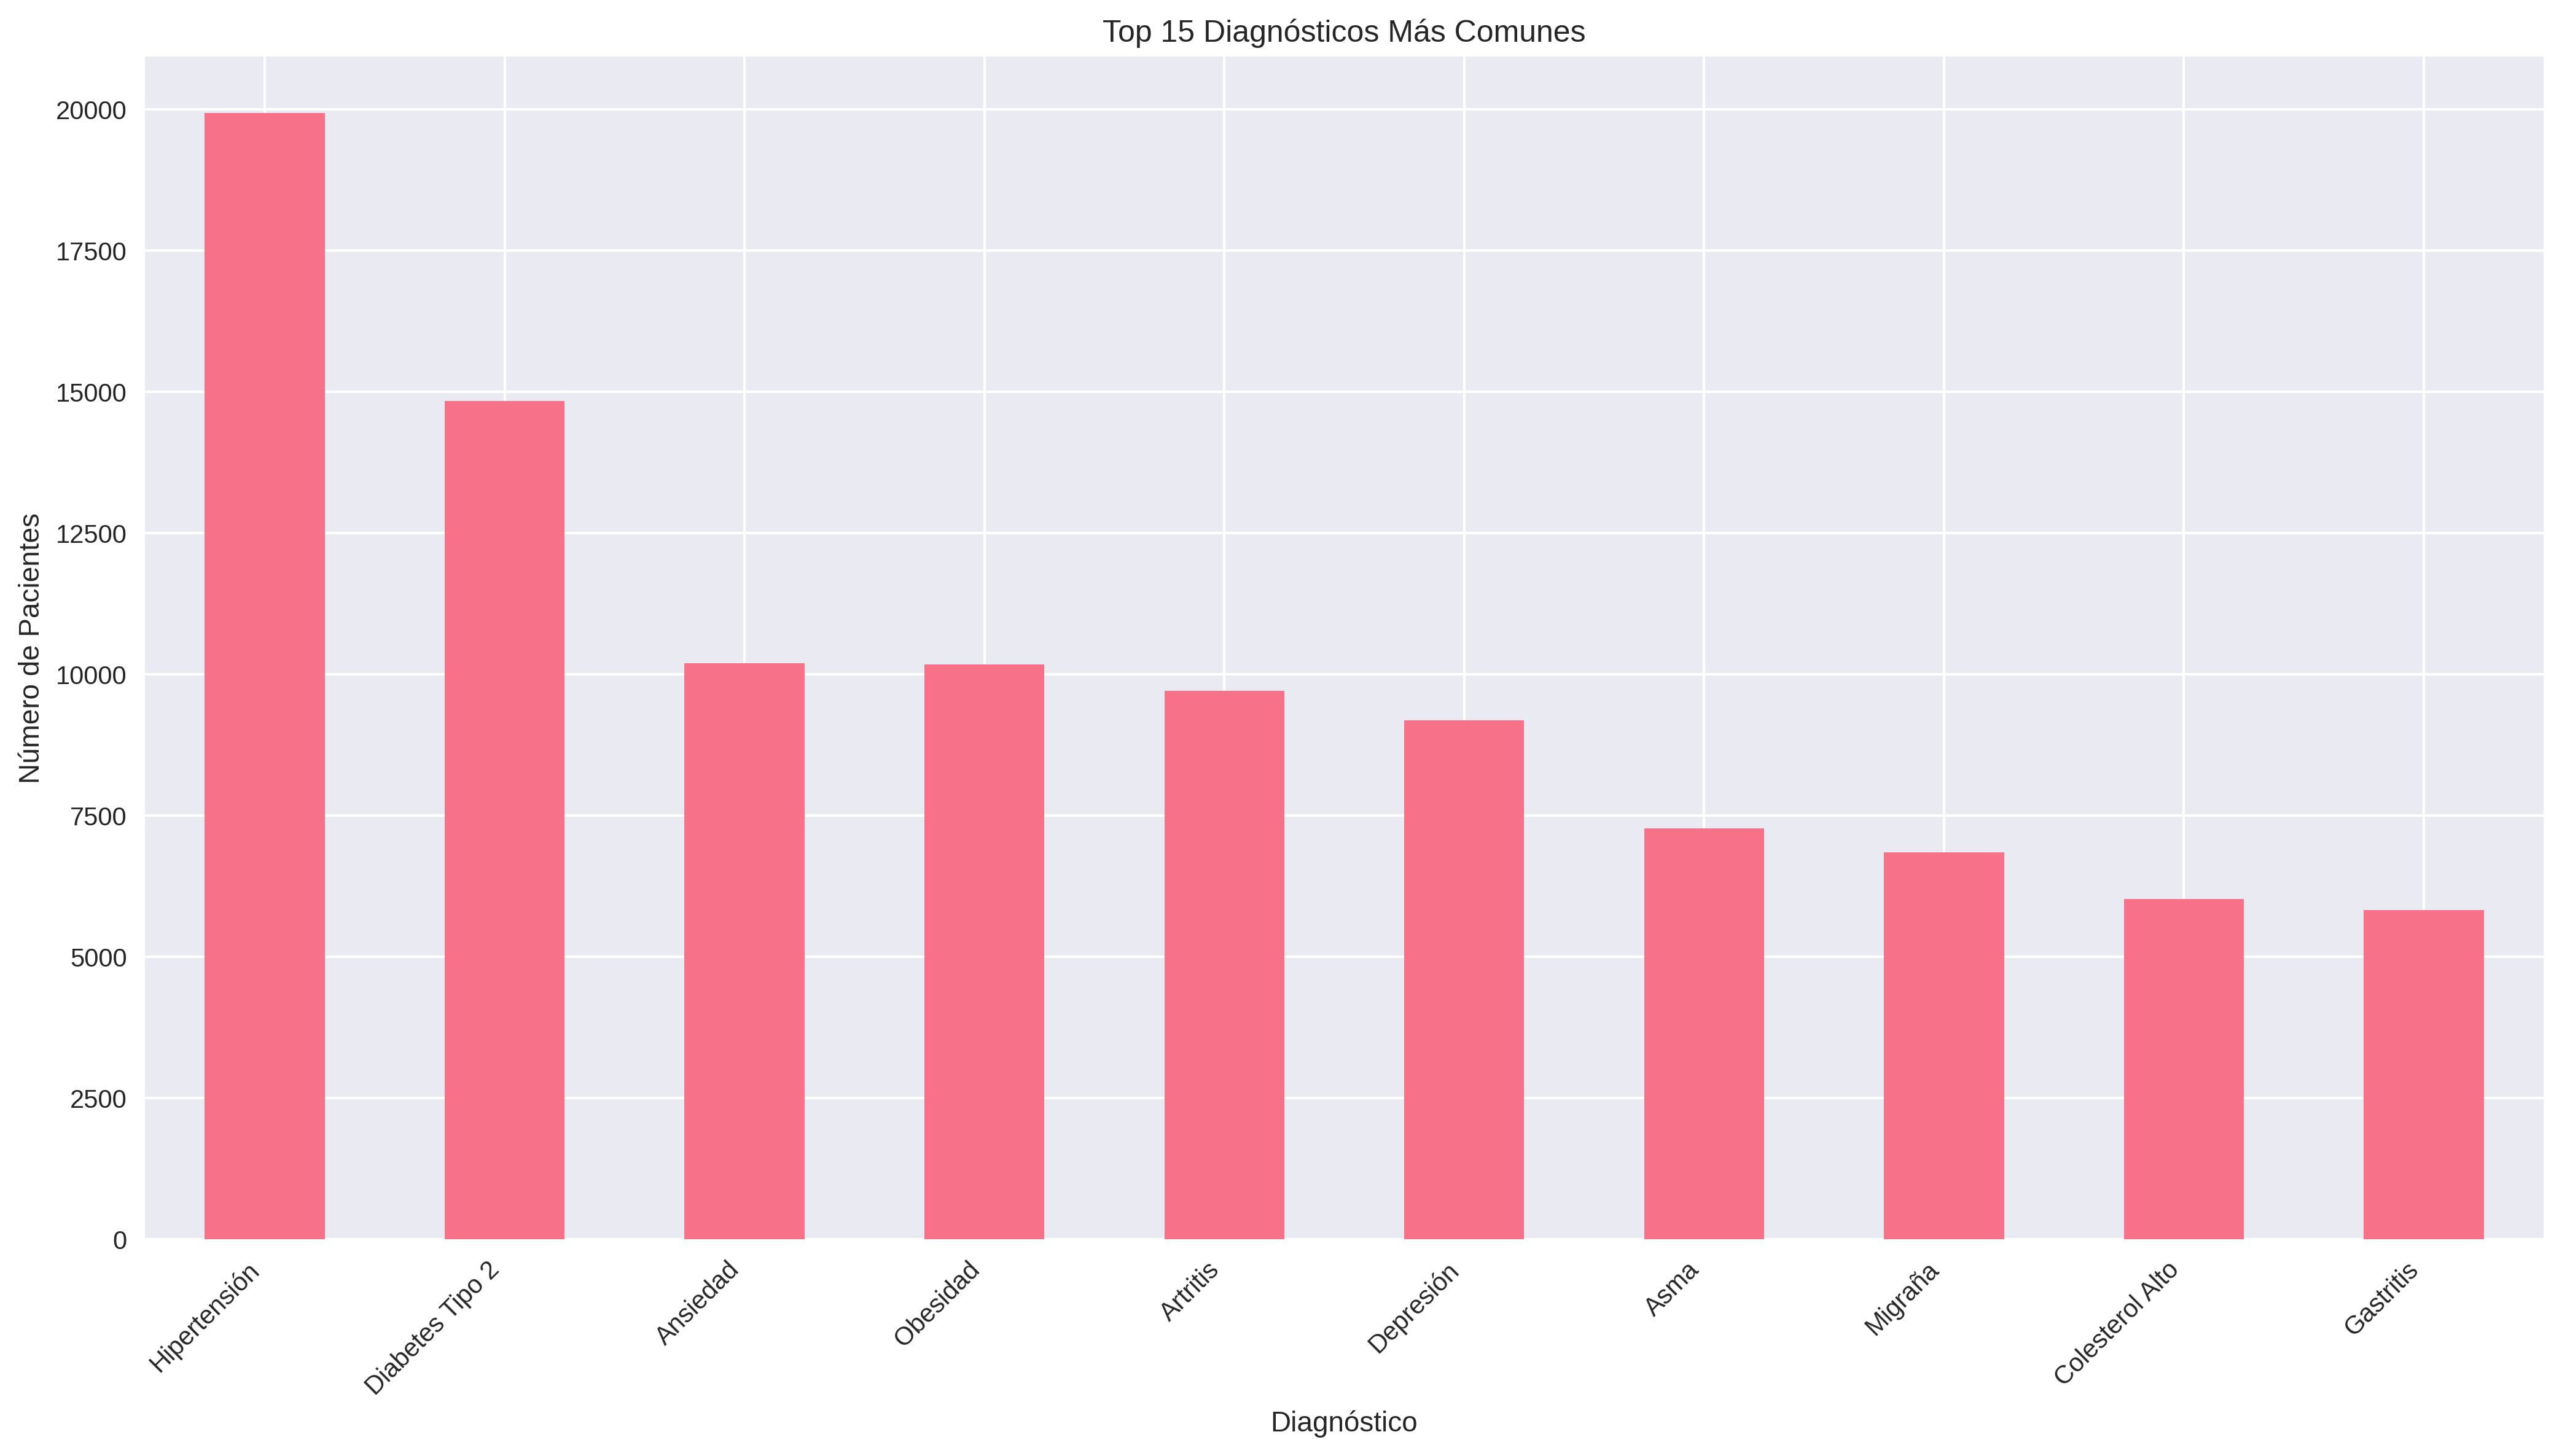 Top 15 Diagnósticos Más Comunes
Número de Pacientes
20000
17500
15000
12500
10000
7500
5000
2500
0
Hipertensión
Diabetes Tipo 2
Ansiedad
Obesidad
Artritis
Depresión
Asma
Migraña
Colesterol Alto
Gastritis
Diagnóstico